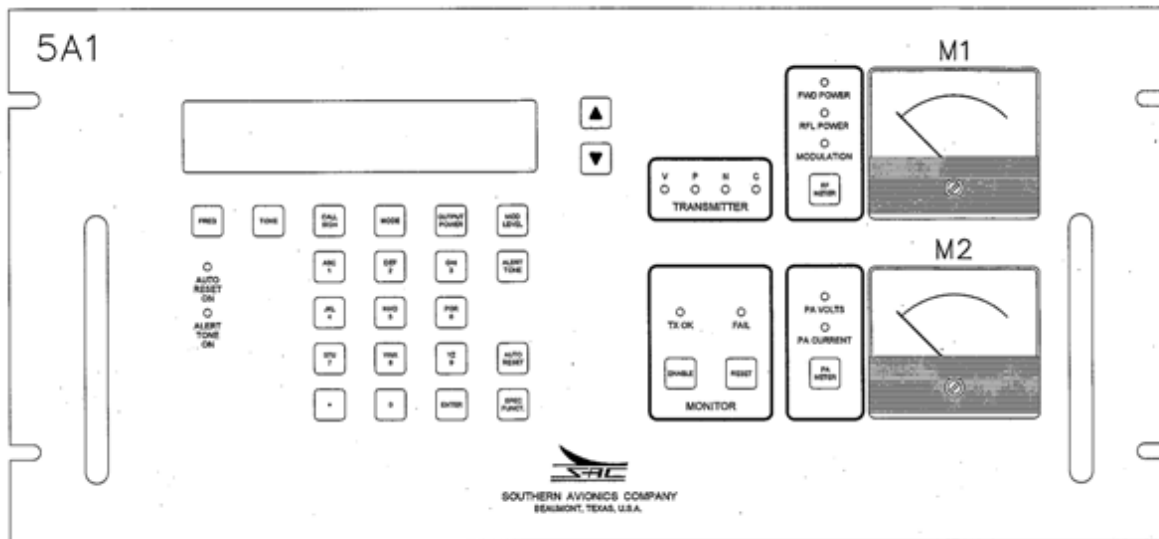 5A1
M1
FWD POWER
RFL POWER
MODULATION
RF
METER
V P N C
TRANSMITTER
FREQ
TONE
CALL
SIGN
MODE
OUTPUT
POWER
MOD
LEVEL
ABC
1
DEF
2
GHI
3
ALERT
TONE
AUTO
RESET
ON
ALERT
TONE
ON
JKL
4
MNO
5
PQR
6
STU
7
VWX
8
YZ
9
AUTO
RESET
0
ENTER
SPEC
FUNCT.
M2
TX OK
FAIL
ENABLE
RESET
MONITOR
PA VOLTS
PA CURRENT
PA
METER
SAC
SOUTHERN AVIONICS COMPANY
BEAUMONT, TEXAS, U.S.A.